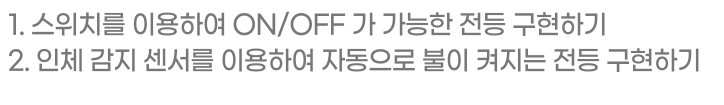 1. 스위치를 이용하여 ON/OFF 가 가능한 전등 구현하기
2. 인체 감지 센서를 이용하여 자동으로 불이 켜지는 전등 구현하기